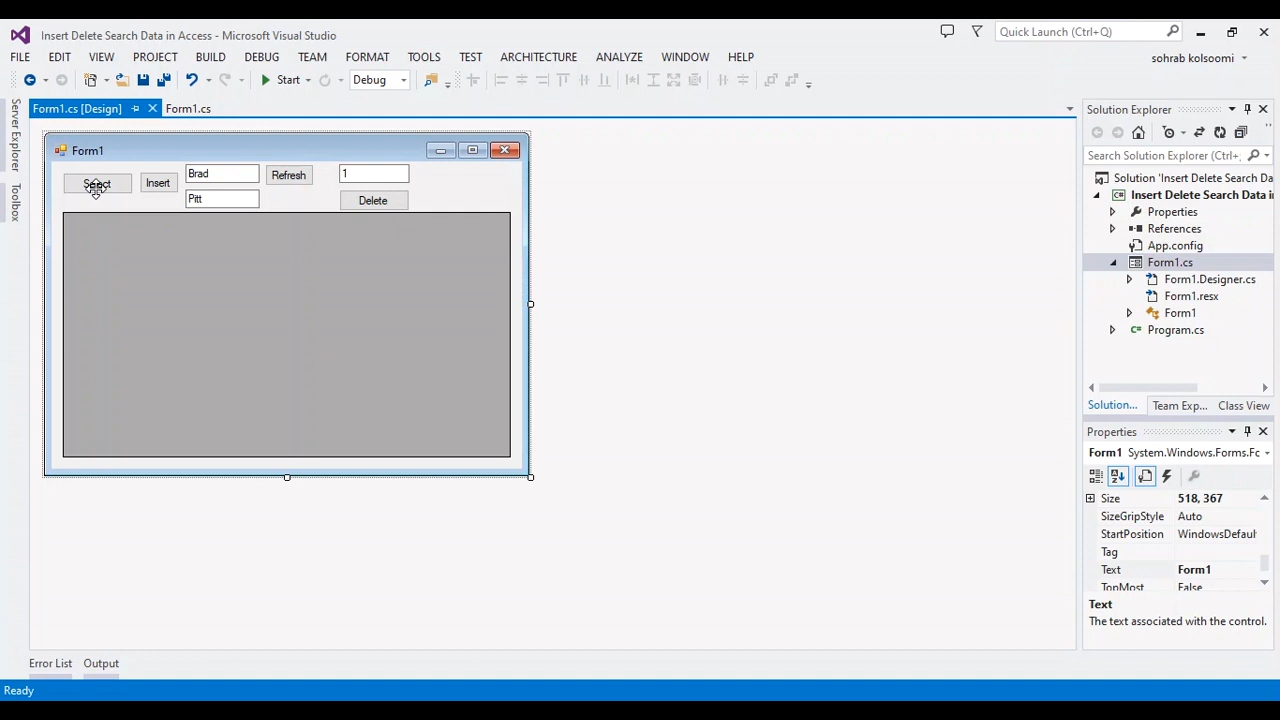 Insert Delete Search Data in Access - Microsoft Visual Studio
Quick Launch (Ctrl+Q)
FILE EDIT VIEW PROJECT BUILD DEBUG TEAM FORMAT TOOLS TEST ARCHITECTURE ANALYZE WINDOW HELP
sohrab kolsoomi
Start Debug
Server Explorer
Toolbox
Form1.cs [Design]
Form1.cs
Form1
Select
Insert
Brad
Refresh
1
Pitt
Delete
Solution Explorer
Search Solution Explorer (Ctrl+;
Solution 'Insert Delete Search Da
Insert Delete Search Data in
Properties
References
App.config
Form1.cs
Form1.Designer.cs
Form1.resx
Form1
Program.cs
Solution... Team Exp... Class View
Properties
Form1 System.Windows.Forms.Fc
Size 518, 367
SizeGripStyle Auto
StartPosition WindowsDefaul
Tag
Text Form1
TopMost False
Text
The text associated with the control.
Error List Output
Ready